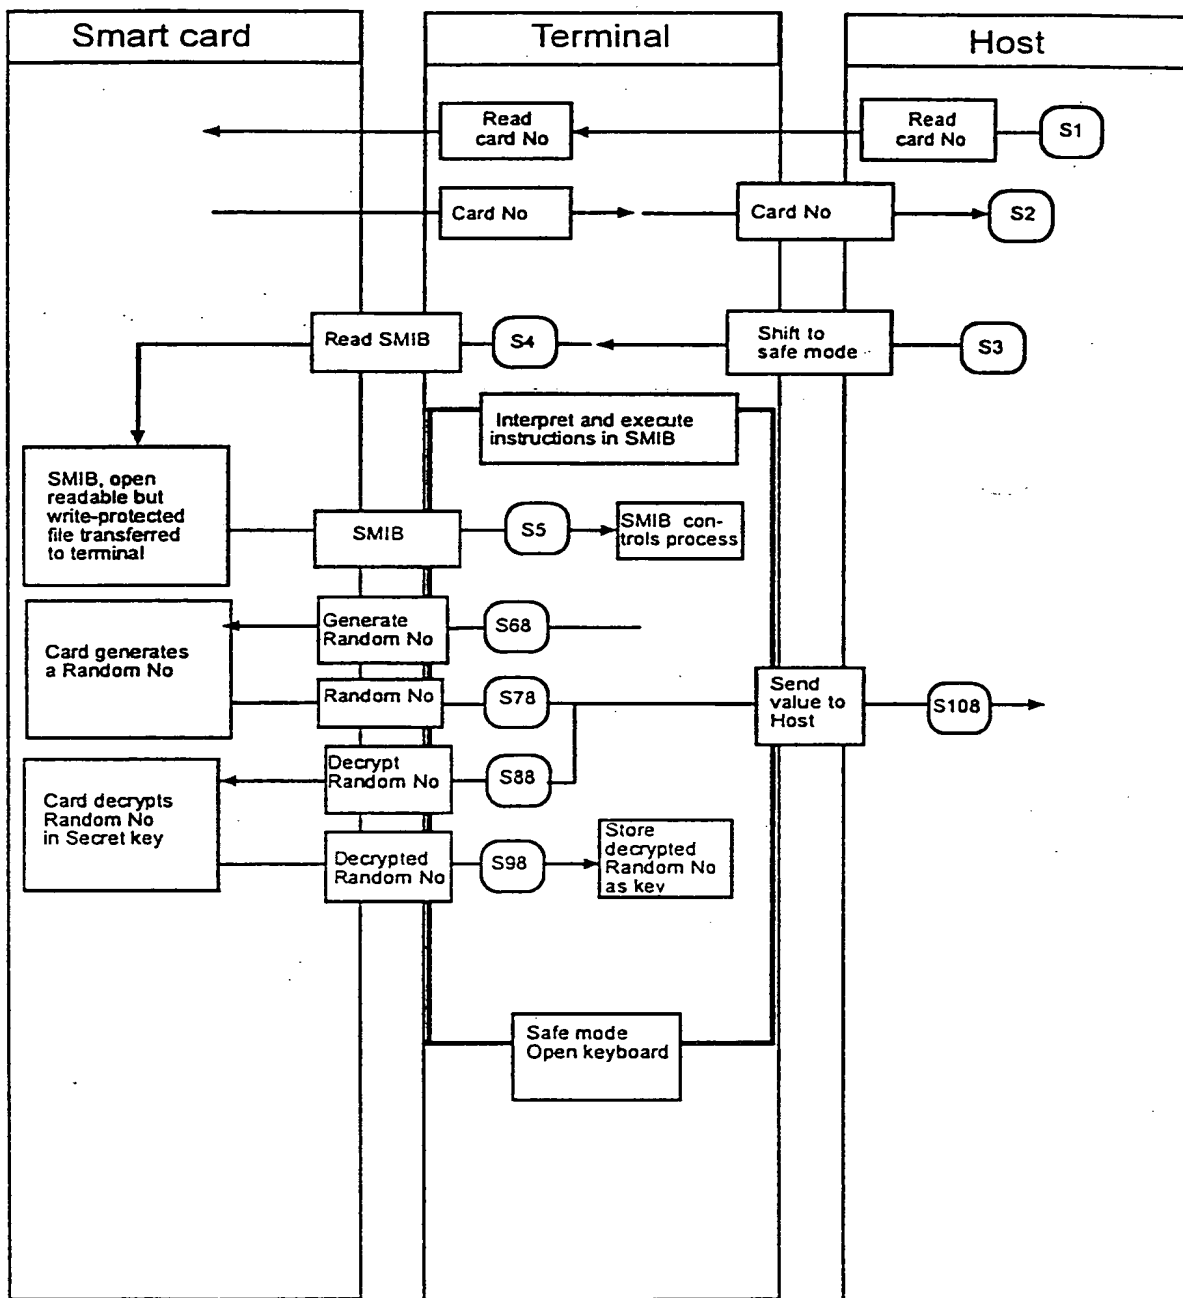 Smart card
Terminal
Host
Read
card No
Read
card No
S1
Card No
Card No
S2
Read SMIB
S4
Shift to
safe mode
S3
Interpret and execute
instructions in SMIB
SMIB, open
readable but
write-protected
file transferred
to terminal
SMIB
S5
SMIB con-
trols process
Generate
Random No
S68
Card generates
a Random No
Random No
S78
Send
value to
Host
S108
Decrypt
Random No
S88
Card decrypts
Random No
in Secret key
Decrypted
Random No
S98
Store
decrypted
Random No
as key
Safe mode
Open keyboard